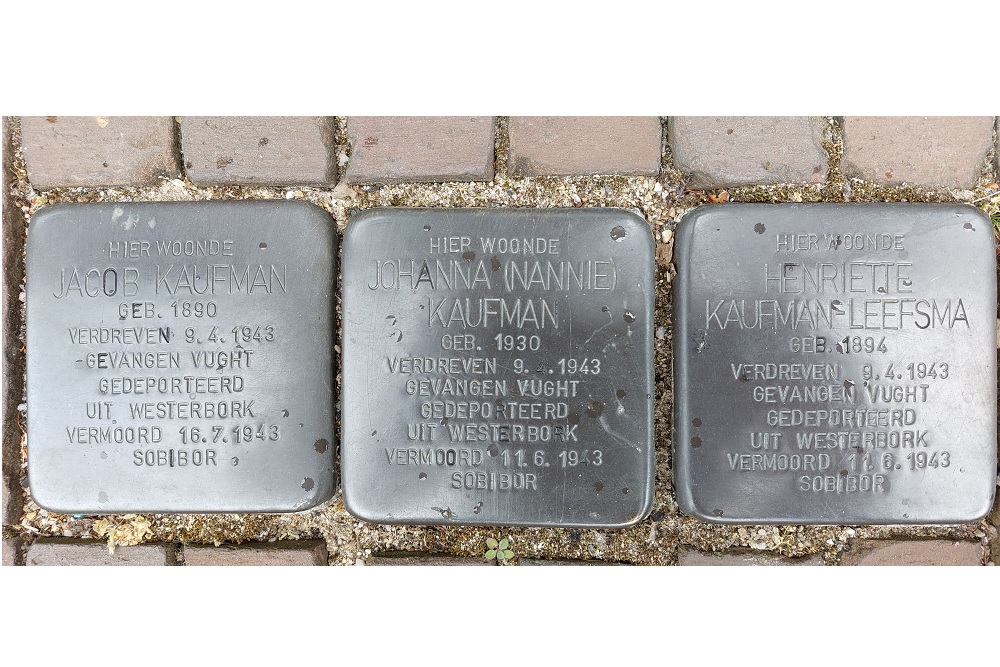 HIER WOONDE
JACOB KAUFMAN
GEB. 1890
VERDREVEN 9.4.1943
GEVANGEN VUGHT
GEDEPORTEERD
UIT WESTERBORK
VERMOORD 16.7.1943
SOBIBOR
HIER WOONDE
JOHANNA (NANNIE)
KAUFMAN
GEB. 1930
VERDREVEN 9.4.1943
GEVANGEN VUGHT
GEDEPORTEERD
UIT WESTERBORK
VERMOORD 11.6.1943
SOBIBOR
HIER WOONDE
HENRIETTE
KAUFMAN-LEEFSMA
GEB. 1894
VERDREVEN 9.4.1943
GEVANGEN VUGHT
GEDEPORTEERD
UIT WESTERBORK
VERMOORD 11.6.1943
SOBIBOR